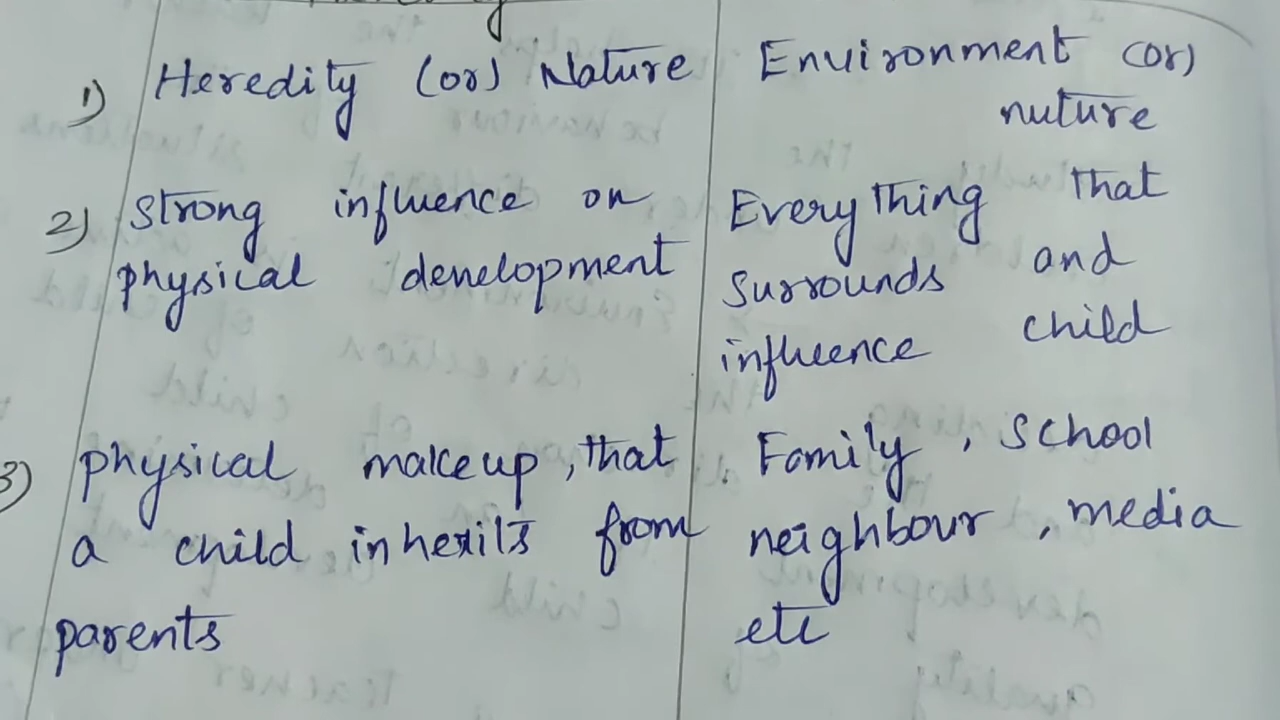 1) Heredity (or) Nature
Environment (or)
nuture
2) Strong influence on
physical development
Everything that
surrounds and
influence child
3) physical makeup, that
a child inherits from
parents
Family, school
neighbour, media
etc